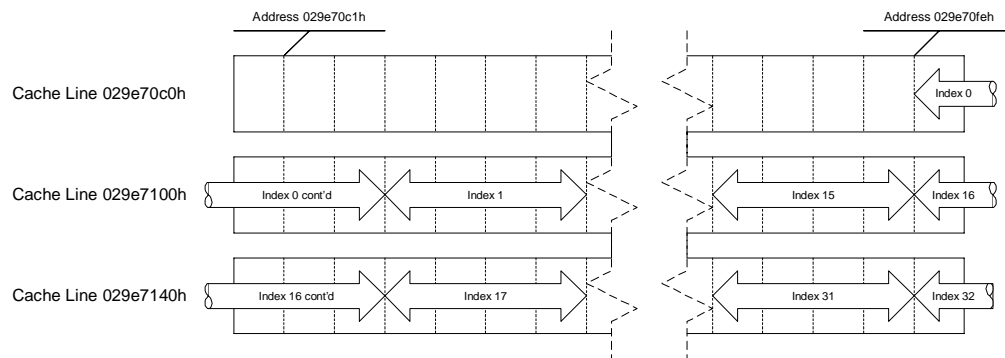 Address 029e70c1h
Address 029e70feh
Cache Line 029e70c0h
Index 0
Cache Line 029e7100h
Index 0 cont'd
Index 1
Index 15
Index 16
Cache Line 029e7140h
Index 16 cont'd
Index 17
Index 31
Index 32